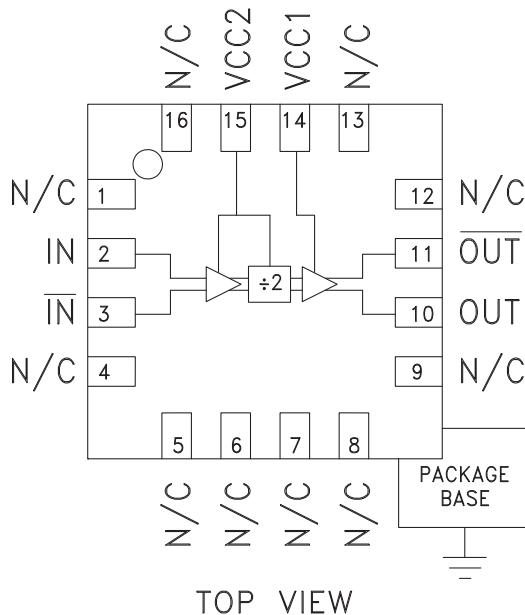 N/C
VCC2
VCC1
N/C
16
15
14
13
N/C 1
12 N/C
IN 2
11 OUT
IN 3
÷2
10 OUT
N/C 4
9 N/C
5
6
7
8
N/C
N/C
N/C
N/C
PACKAGE
BASE
TOP VIEW